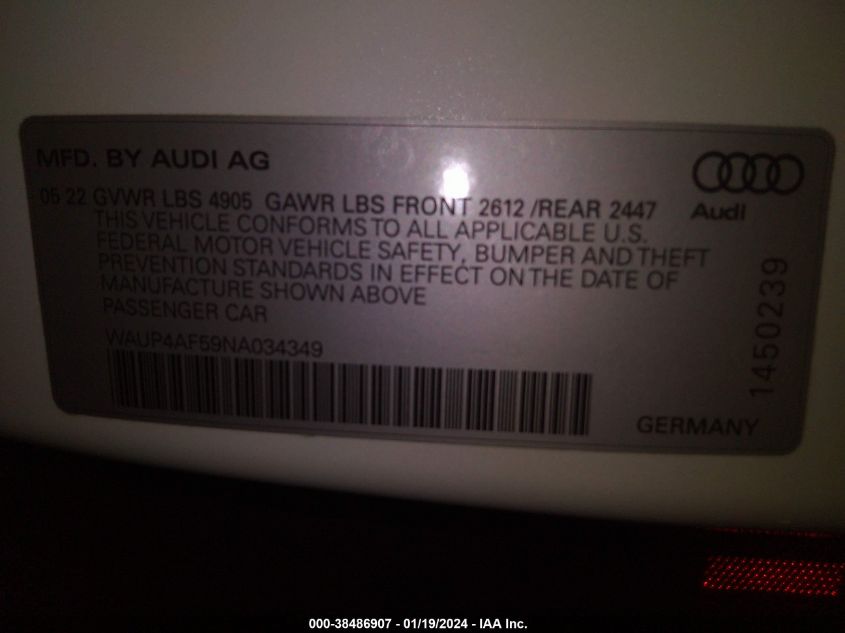 MFD. BY AUDI AG
05 22 GVWR LBS 4905 GAWR LBS FRONT 2612 /REAR 2447
THIS VEHICLE CONFORMS TO ALL APPLICABLE U.S.
FEDERAL MOTOR VEHICLE SAFETY, BUMPER AND THEFT
PREVENTION STANDARDS IN EFFECT ON THE DATE OF
MANUFACTURE SHOWN ABOVE
PASSENGER CAR
WAUP4AF59NA034349
Audi
1450239
GERMANY
000-38486907 - 01/19/2024 - IAA Inc.